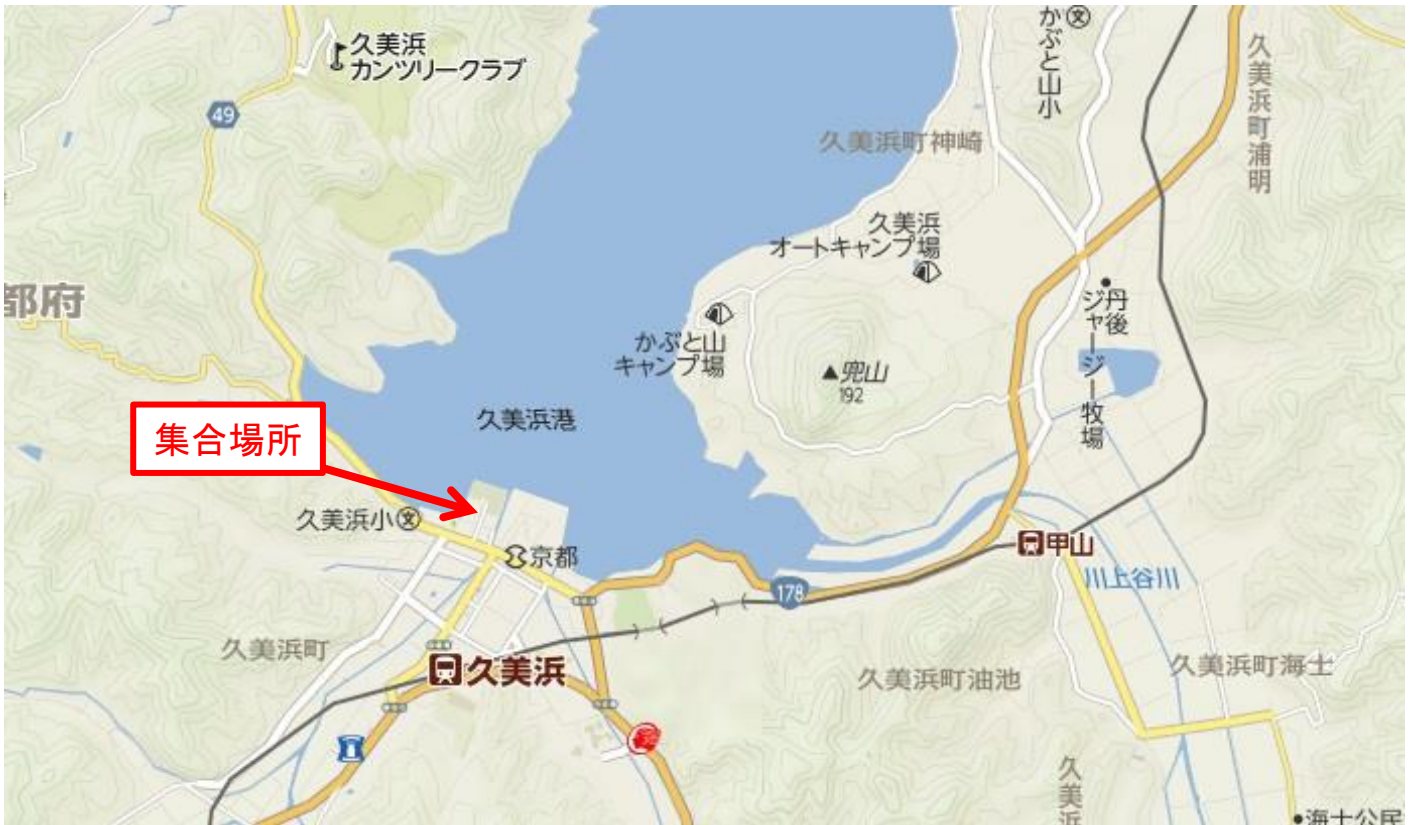 久美浜
カンツリークラブ
かぶと山小
文
49
久美浜町浦明
久美浜町神崎
久美浜
オートキャンプ場
都府
丹後
ジャージー牧場
かぶと山
キャンプ場
▲兜山
192
久美浜港
集合場所
久美浜小文
京都
甲山
川上谷川
178
久美浜町
久美浜
久美浜町油池
久美浜町海士
久美浜
海士公民